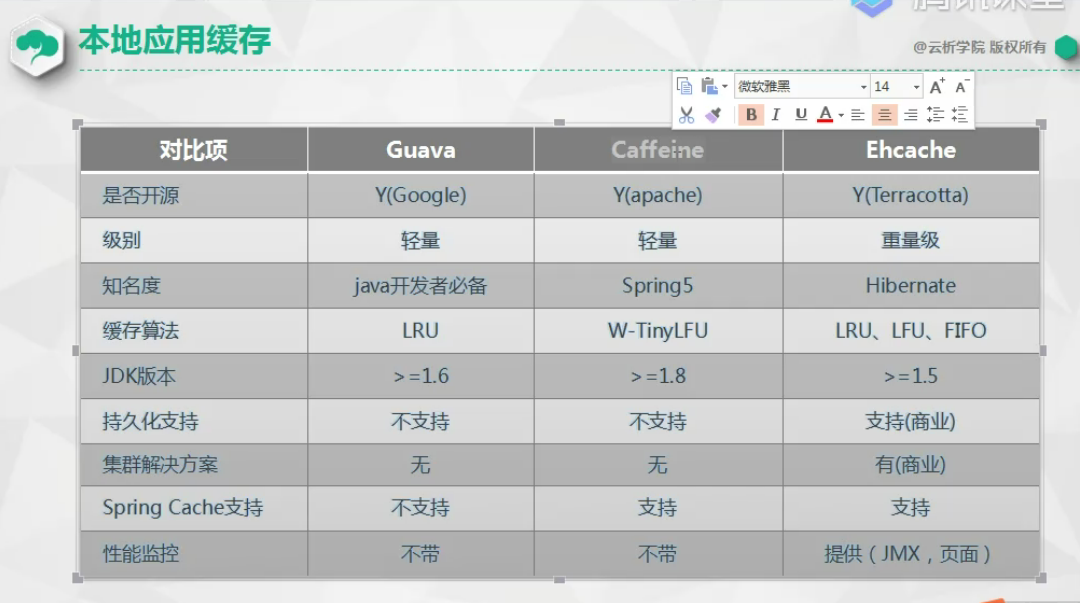 腾讯课堂
本地应用缓存
@云析学院 版权所有
微软雅黑 14 A+ A-
B I U A
对比项 Guava Caffeine Ehcache
是否开源 Y(Google) Y(apache) Y(Terracotta)
级别 轻量 轻量 重量级
知名度 java开发者必备 Spring5 Hibernate
缓存算法 LRU W-TinyLFU LRU、LFU、FIFO
JDK版本 >=1.6 >=1.8 >=1.5
持久化支持 不支持 不支持 支持(商业)
集群解决方案 无 无 有(商业)
Spring Cache支持 不支持 支持 支持
性能监控 不带 不带 提供（JMX，页面）